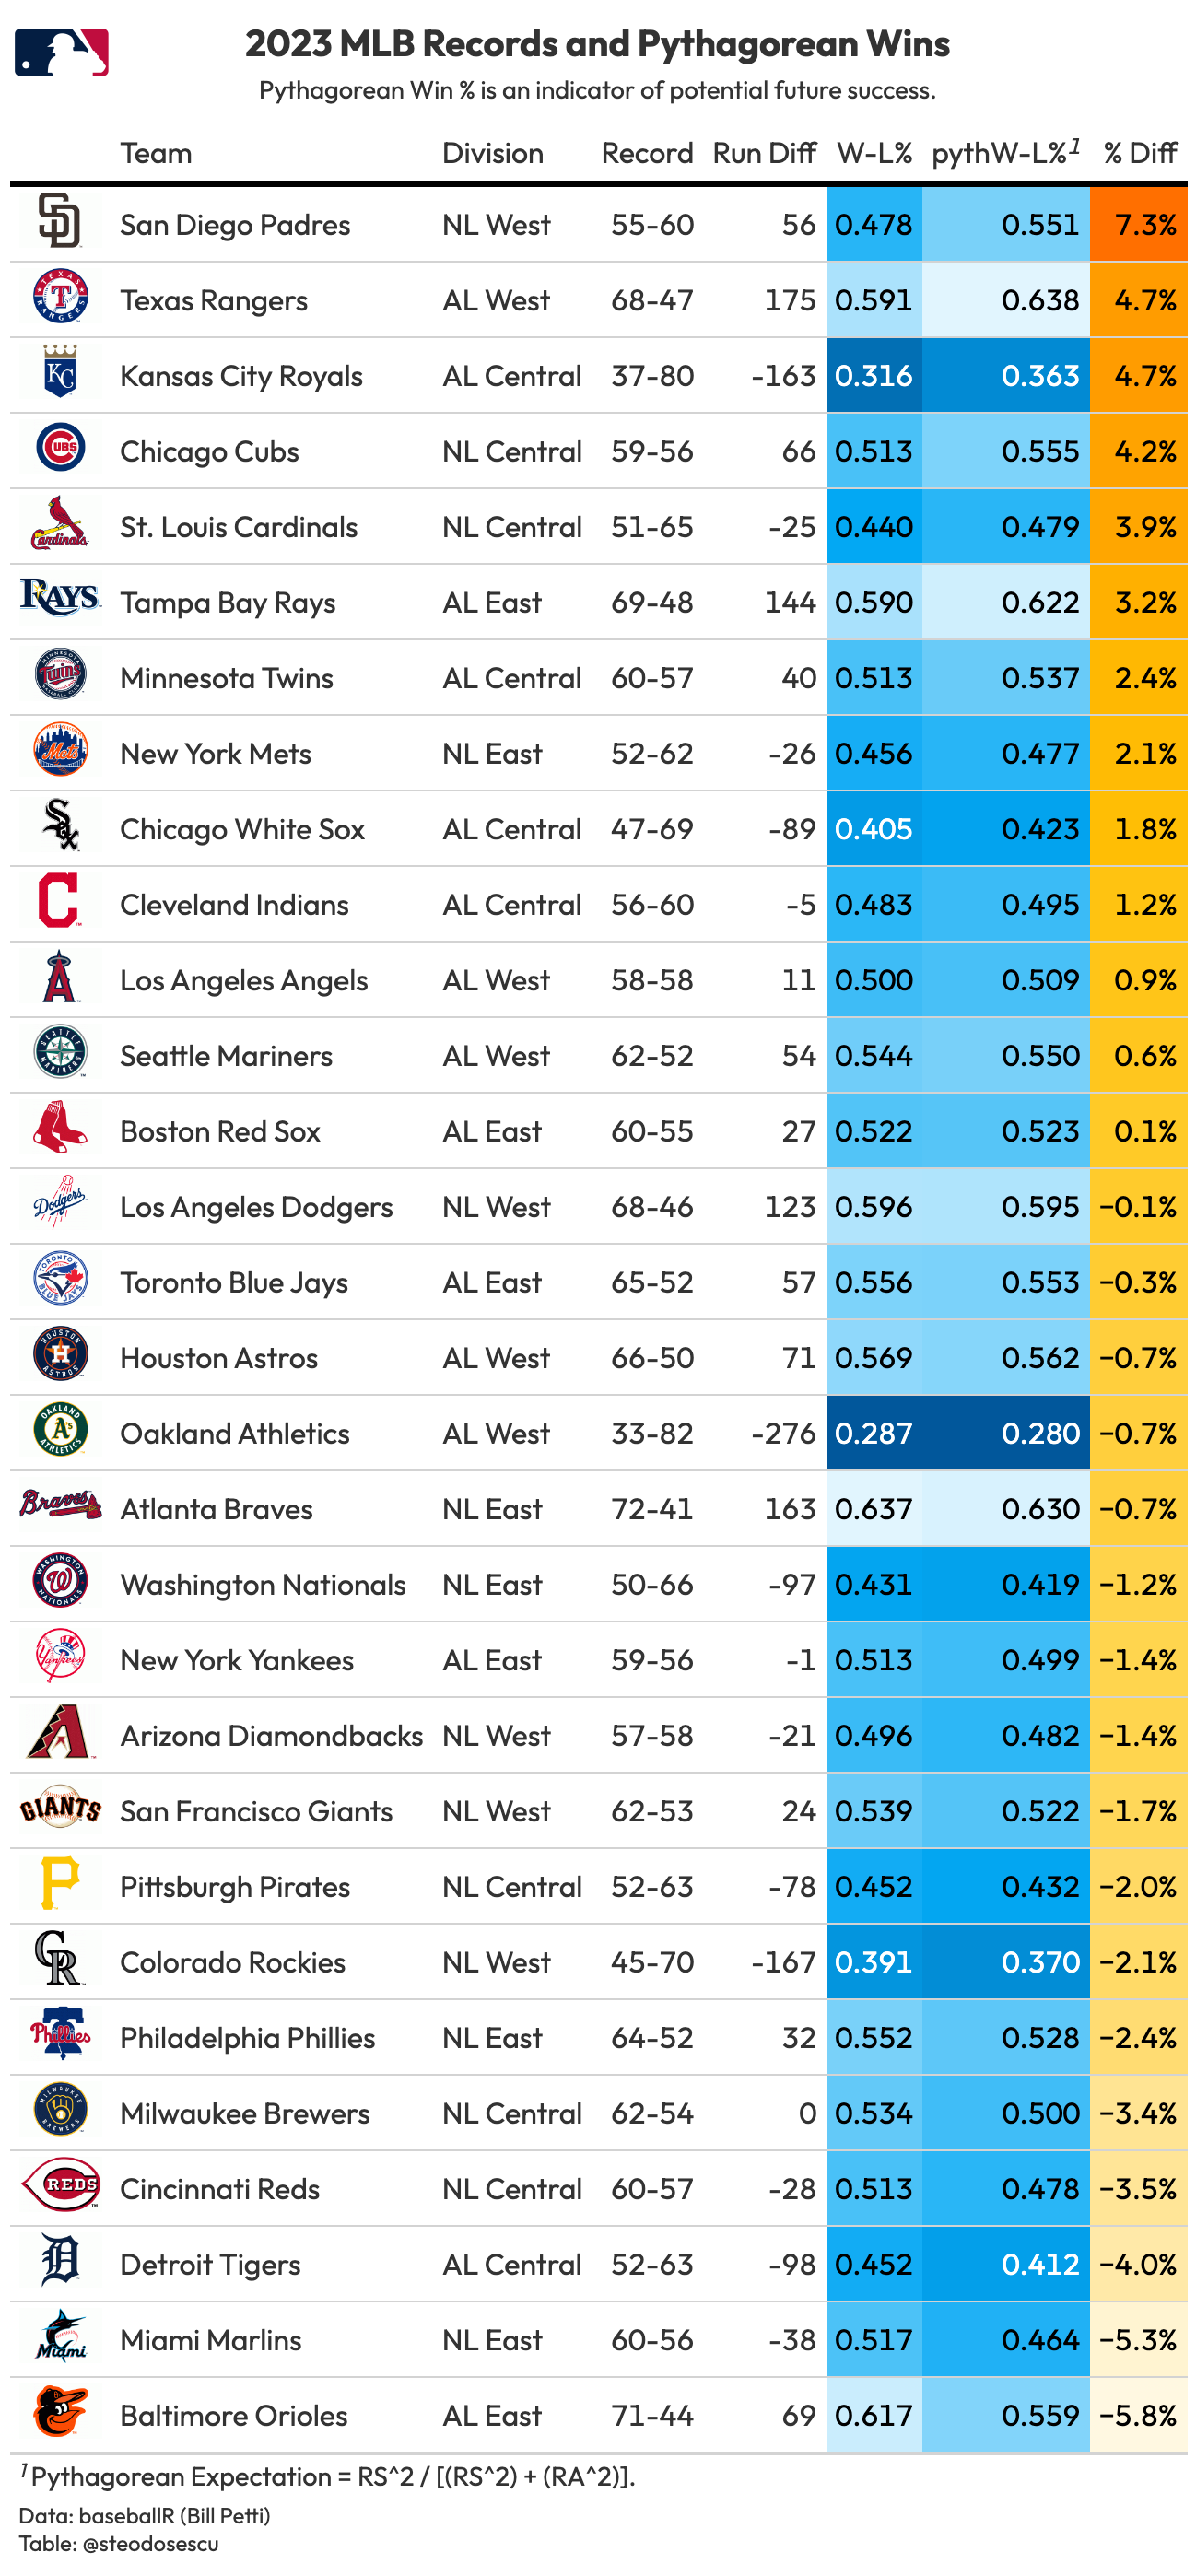 2023 MLB Records and Pythagorean Wins
Pythagorean Win % is an indicator of potential future success.
Team Division Record Run Diff W-L% pythW-L%1 % Diff
San Diego Padres NL West 55-60 56 0.478 0.551 7.3%
Texas Rangers AL West 68-47 175 0.591 0.638 4.7%
Kansas City Royals AL Central 37-80 -163 0.316 0.363 4.7%
Chicago Cubs NL Central 59-56 66 0.513 0.555 4.2%
St. Louis Cardinals NL Central 51-65 -25 0.440 0.479 3.9%
Tampa Bay Rays AL East 69-48 144 0.590 0.622 3.2%
Minnesota Twins AL Central 60-57 40 0.513 0.537 2.4%
New York Mets NL East 52-62 -26 0.456 0.477 2.1%
Chicago White Sox AL Central 47-69 -89 0.405 0.423 1.8%
Cleveland Indians AL Central 56-60 -5 0.483 0.495 1.2%
Los Angeles Angels AL West 58-58 11 0.500 0.509 0.9%
Seattle Mariners AL West 62-52 54 0.544 0.550 0.6%
Boston Red Sox AL East 60-55 27 0.522 0.523 0.1%
Los Angeles Dodgers NL West 68-46 123 0.596 0.595 −0.1%
Toronto Blue Jays AL East 65-52 57 0.556 0.553 −0.3%
Houston Astros AL West 66-50 71 0.569 0.562 −0.7%
Oakland Athletics AL West 33-82 -276 0.287 0.280 −0.7%
Atlanta Braves NL East 72-41 163 0.637 0.630 −0.7%
Washington Nationals NL East 50-66 -97 0.431 0.419 −1.2%
New York Yankees AL East 59-56 -1 0.513 0.499 −1.4%
Arizona Diamondbacks NL West 57-58 -21 0.496 0.482 −1.4%
San Francisco Giants NL West 62-53 24 0.539 0.522 −1.7%
Pittsburgh Pirates NL Central 52-63 -78 0.452 0.432 −2.0%
Colorado Rockies NL West 45-70 -167 0.391 0.370 −2.1%
Philadelphia Phillies NL East 64-52 32 0.552 0.528 −2.4%
Milwaukee Brewers NL Central 62-54 0 0.534 0.500 −3.4%
Cincinnati Reds NL Central 60-57 -28 0.513 0.478 −3.5%
Detroit Tigers AL Central 52-63 -98 0.452 0.412 −4.0%
Miami Marlins NL East 60-56 -38 0.517 0.464 −5.3%
Baltimore Orioles AL East 71-44 69 0.617 0.559 −5.8%
1 Pythagorean Expectation = RS^2 / [(RS^2) + (RA^2)].
Data: baseballR (Bill Petti)
Table: @steodosescu